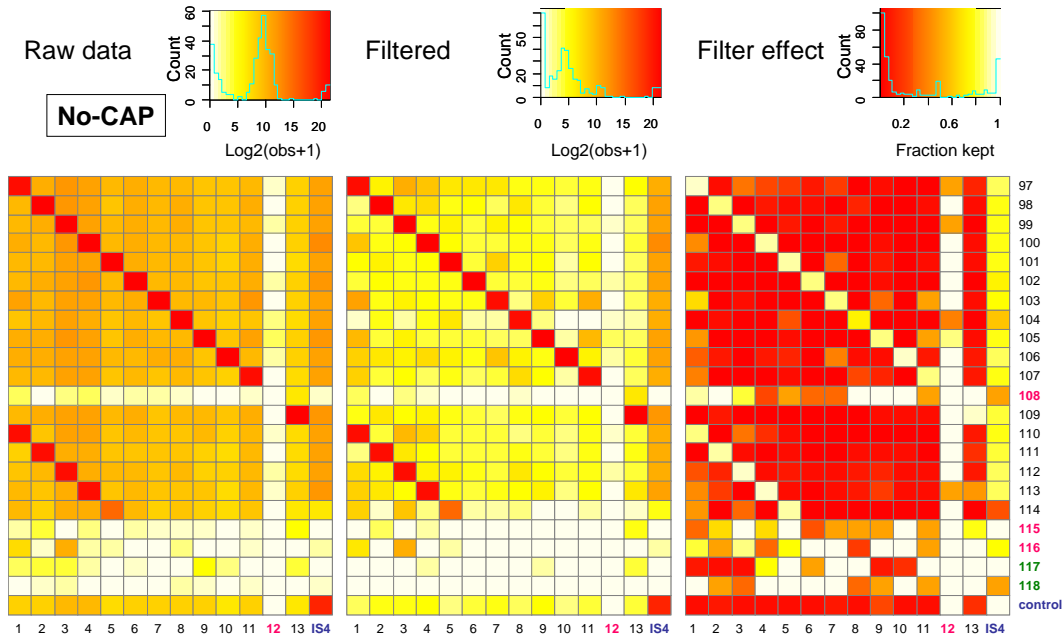 Raw data
No-CAP
Count
0 20 40 60
0 5 10 15 20
Log2(obs+1)
Filtered
Count
0 20 50
0 5 10 15 20
Log2(obs+1)
Filter effect
Count
0 40 80
0.2 0.6 1
Fraction kept
97
98
99
100
101
102
103
104
105
106
107
108
109
110
111
112
113
114
115
116
117
118
control
1 2 3 4 5 6 7 8 9 10 11 12 13 IS4
1 2 3 4 5 6 7 8 9 10 11 12 13 IS4
1 2 3 4 5 6 7 8 9 10 11 12 13 IS4